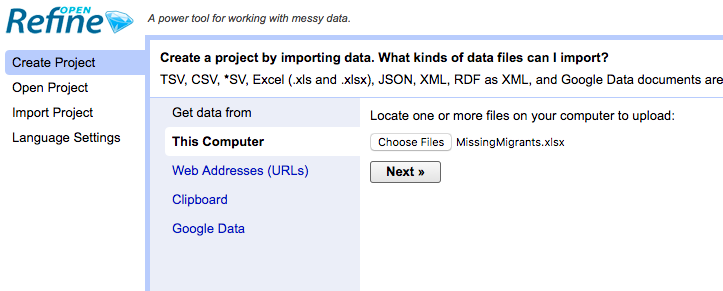 OPEN
Refine
A power tool for working with messy data.
Create Project
Open Project
Import Project
Language Settings
Create a project by importing data. What kinds of data files can I import?
TSV, CSV, *SV, Excel (.xls and .xlsx), JSON, XML, RDF as XML, and Google Data documents are
Get data from
This Computer
Web Addresses (URLs)
Clipboard
Google Data
Locate one or more files on your computer to upload:
Choose Files MissingMigrants.xlsx
Next »